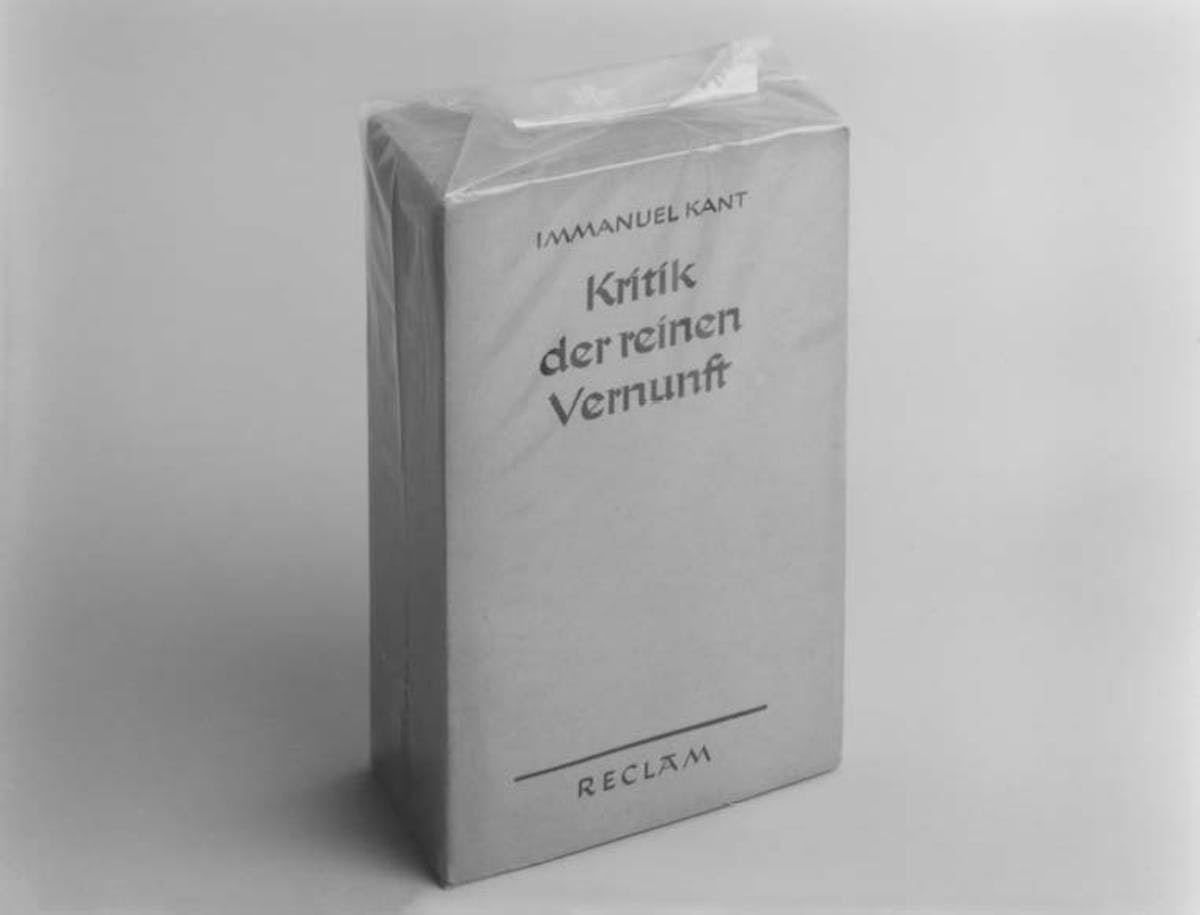 IMMANUEL KANT
Kritik
der reinen
Vernunft
RECLAM